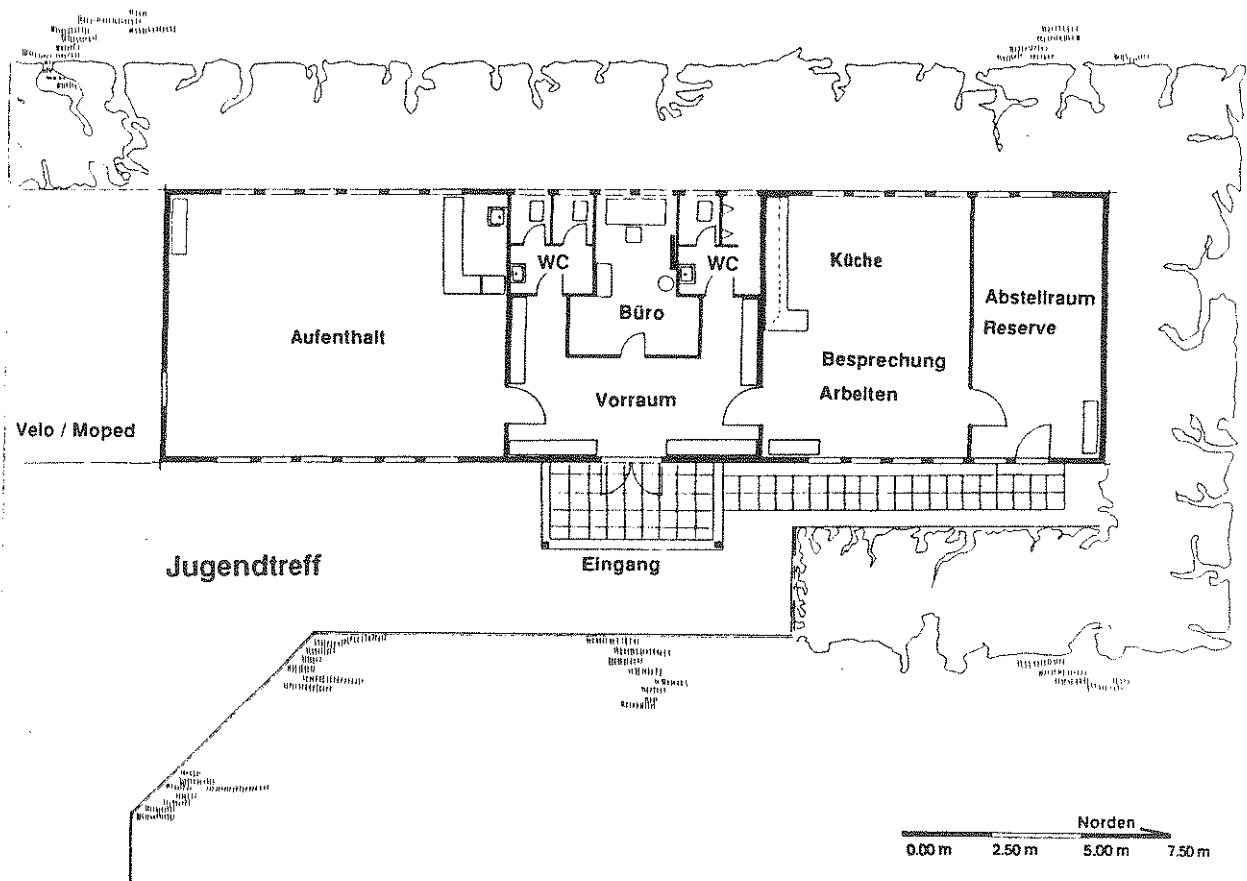 WC
WC
Küche
Büro
Abstellraum
Reserve
Aufenthalt
Besprechung
Arbeiten
Vorraum
Velo / Moped
Eingang
Jugendtreff
Norden
0.00 m 2.50 m 5.00 m 7.50 m